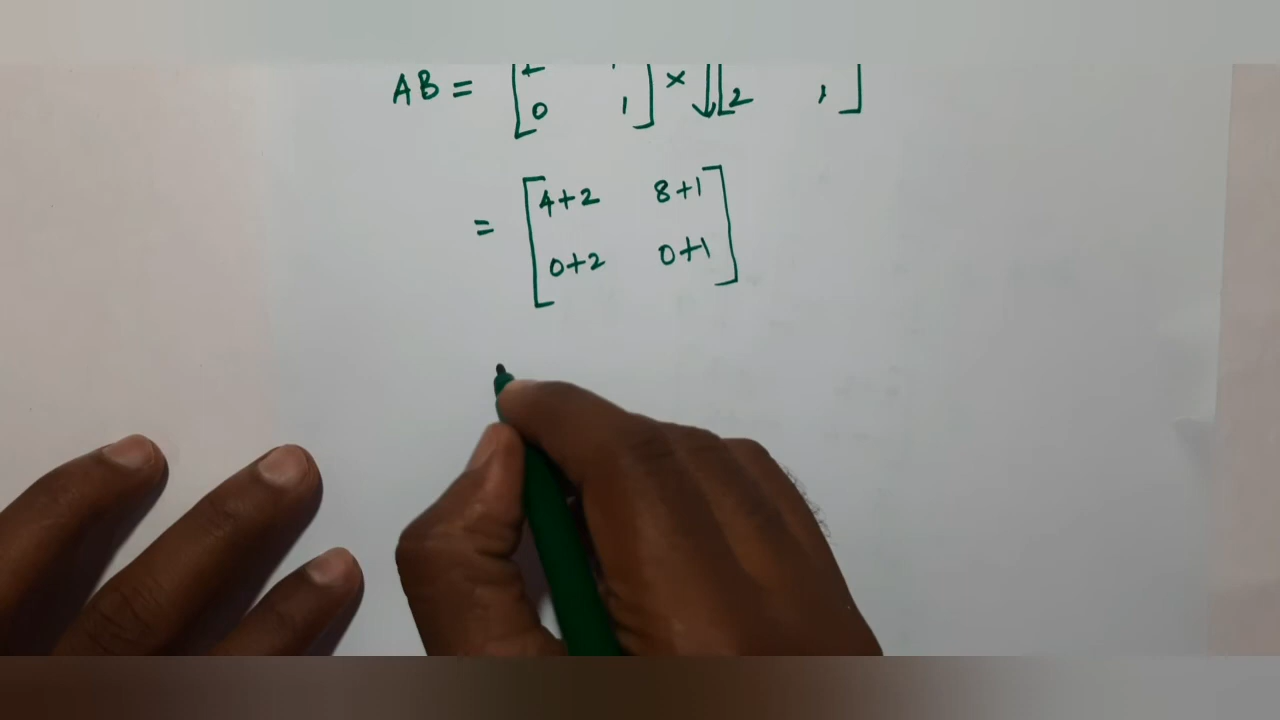 AB = [ 0 1 ] × ↓ [ 2 1 ]
= [ 4+2 8+1
0+2 0+1 ]